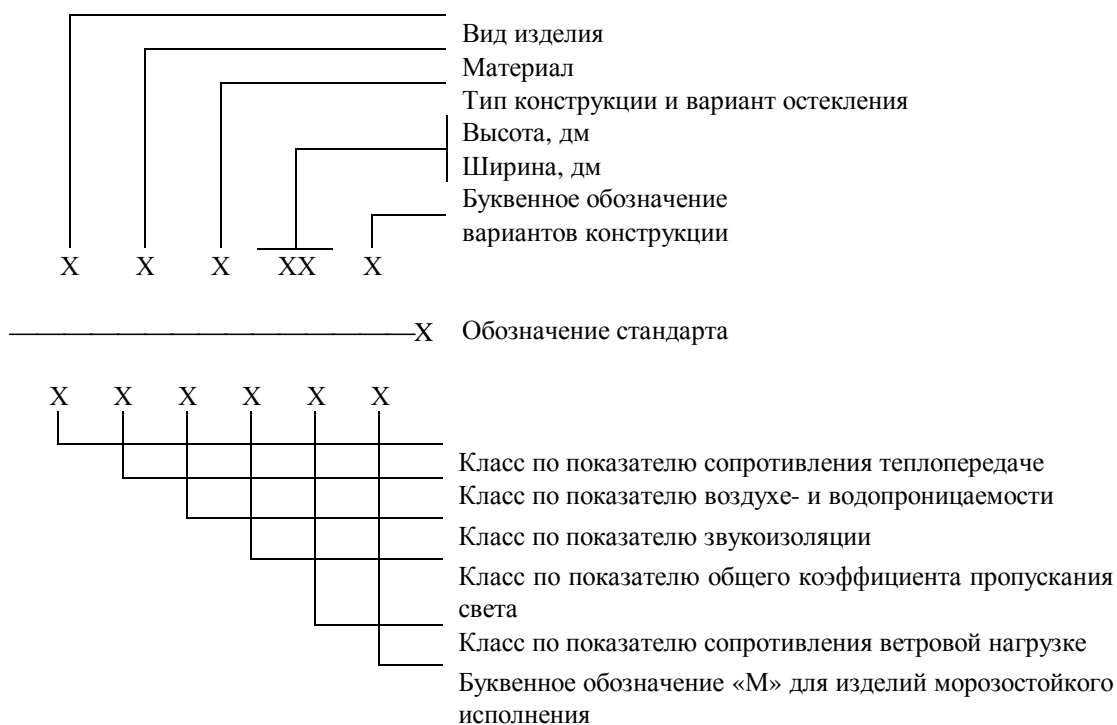 Вид изделия
Материал
Тип конструкции и вариант остекления
Высота, дм
Ширина, дм
Буквенное обозначение
вариантов конструкции
X X X XX X
X Обозначение стандарта
X X X X X X
Класс по показателю сопротивления теплопередаче
Класс по показателю воздухе- и водопроницаемости
Класс по показателю звукоизоляции
Класс по показателю общего коэффициента пропускания
света
Класс по показателю сопротивления ветровой нагрузке
Буквенное обозначение «М» для изделий морозостойкого
исполнения